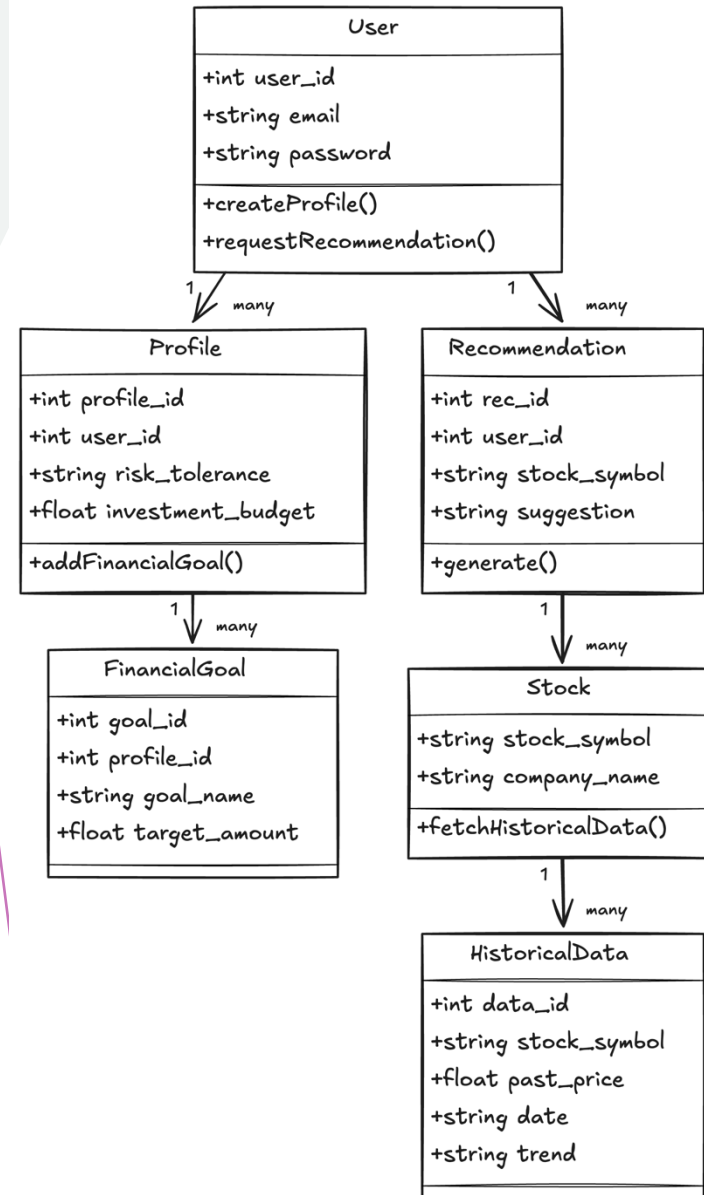 User
+int user_id
+string email
+string password
+createProfile()
+requestRecommendation()
1
many
1
many
Profile
+int profile_id
+int user_id
+string risk_tolerance
+float investment_budget
+addFinancialGoal()
Recommendation
+int rec_id
+int user_id
+string stock_symbol
+string suggestion
+generate()
1
many
1
many
FinancialGoal
+int goal_id
+int profile_id
+string goal_name
+float target_amount
Stock
+string stock_symbol
+string company_name
+fetchHistoricalData()
1
many
HistoricalData
+int data_id
+string stock_symbol
+float past_price
+string date
+string trend